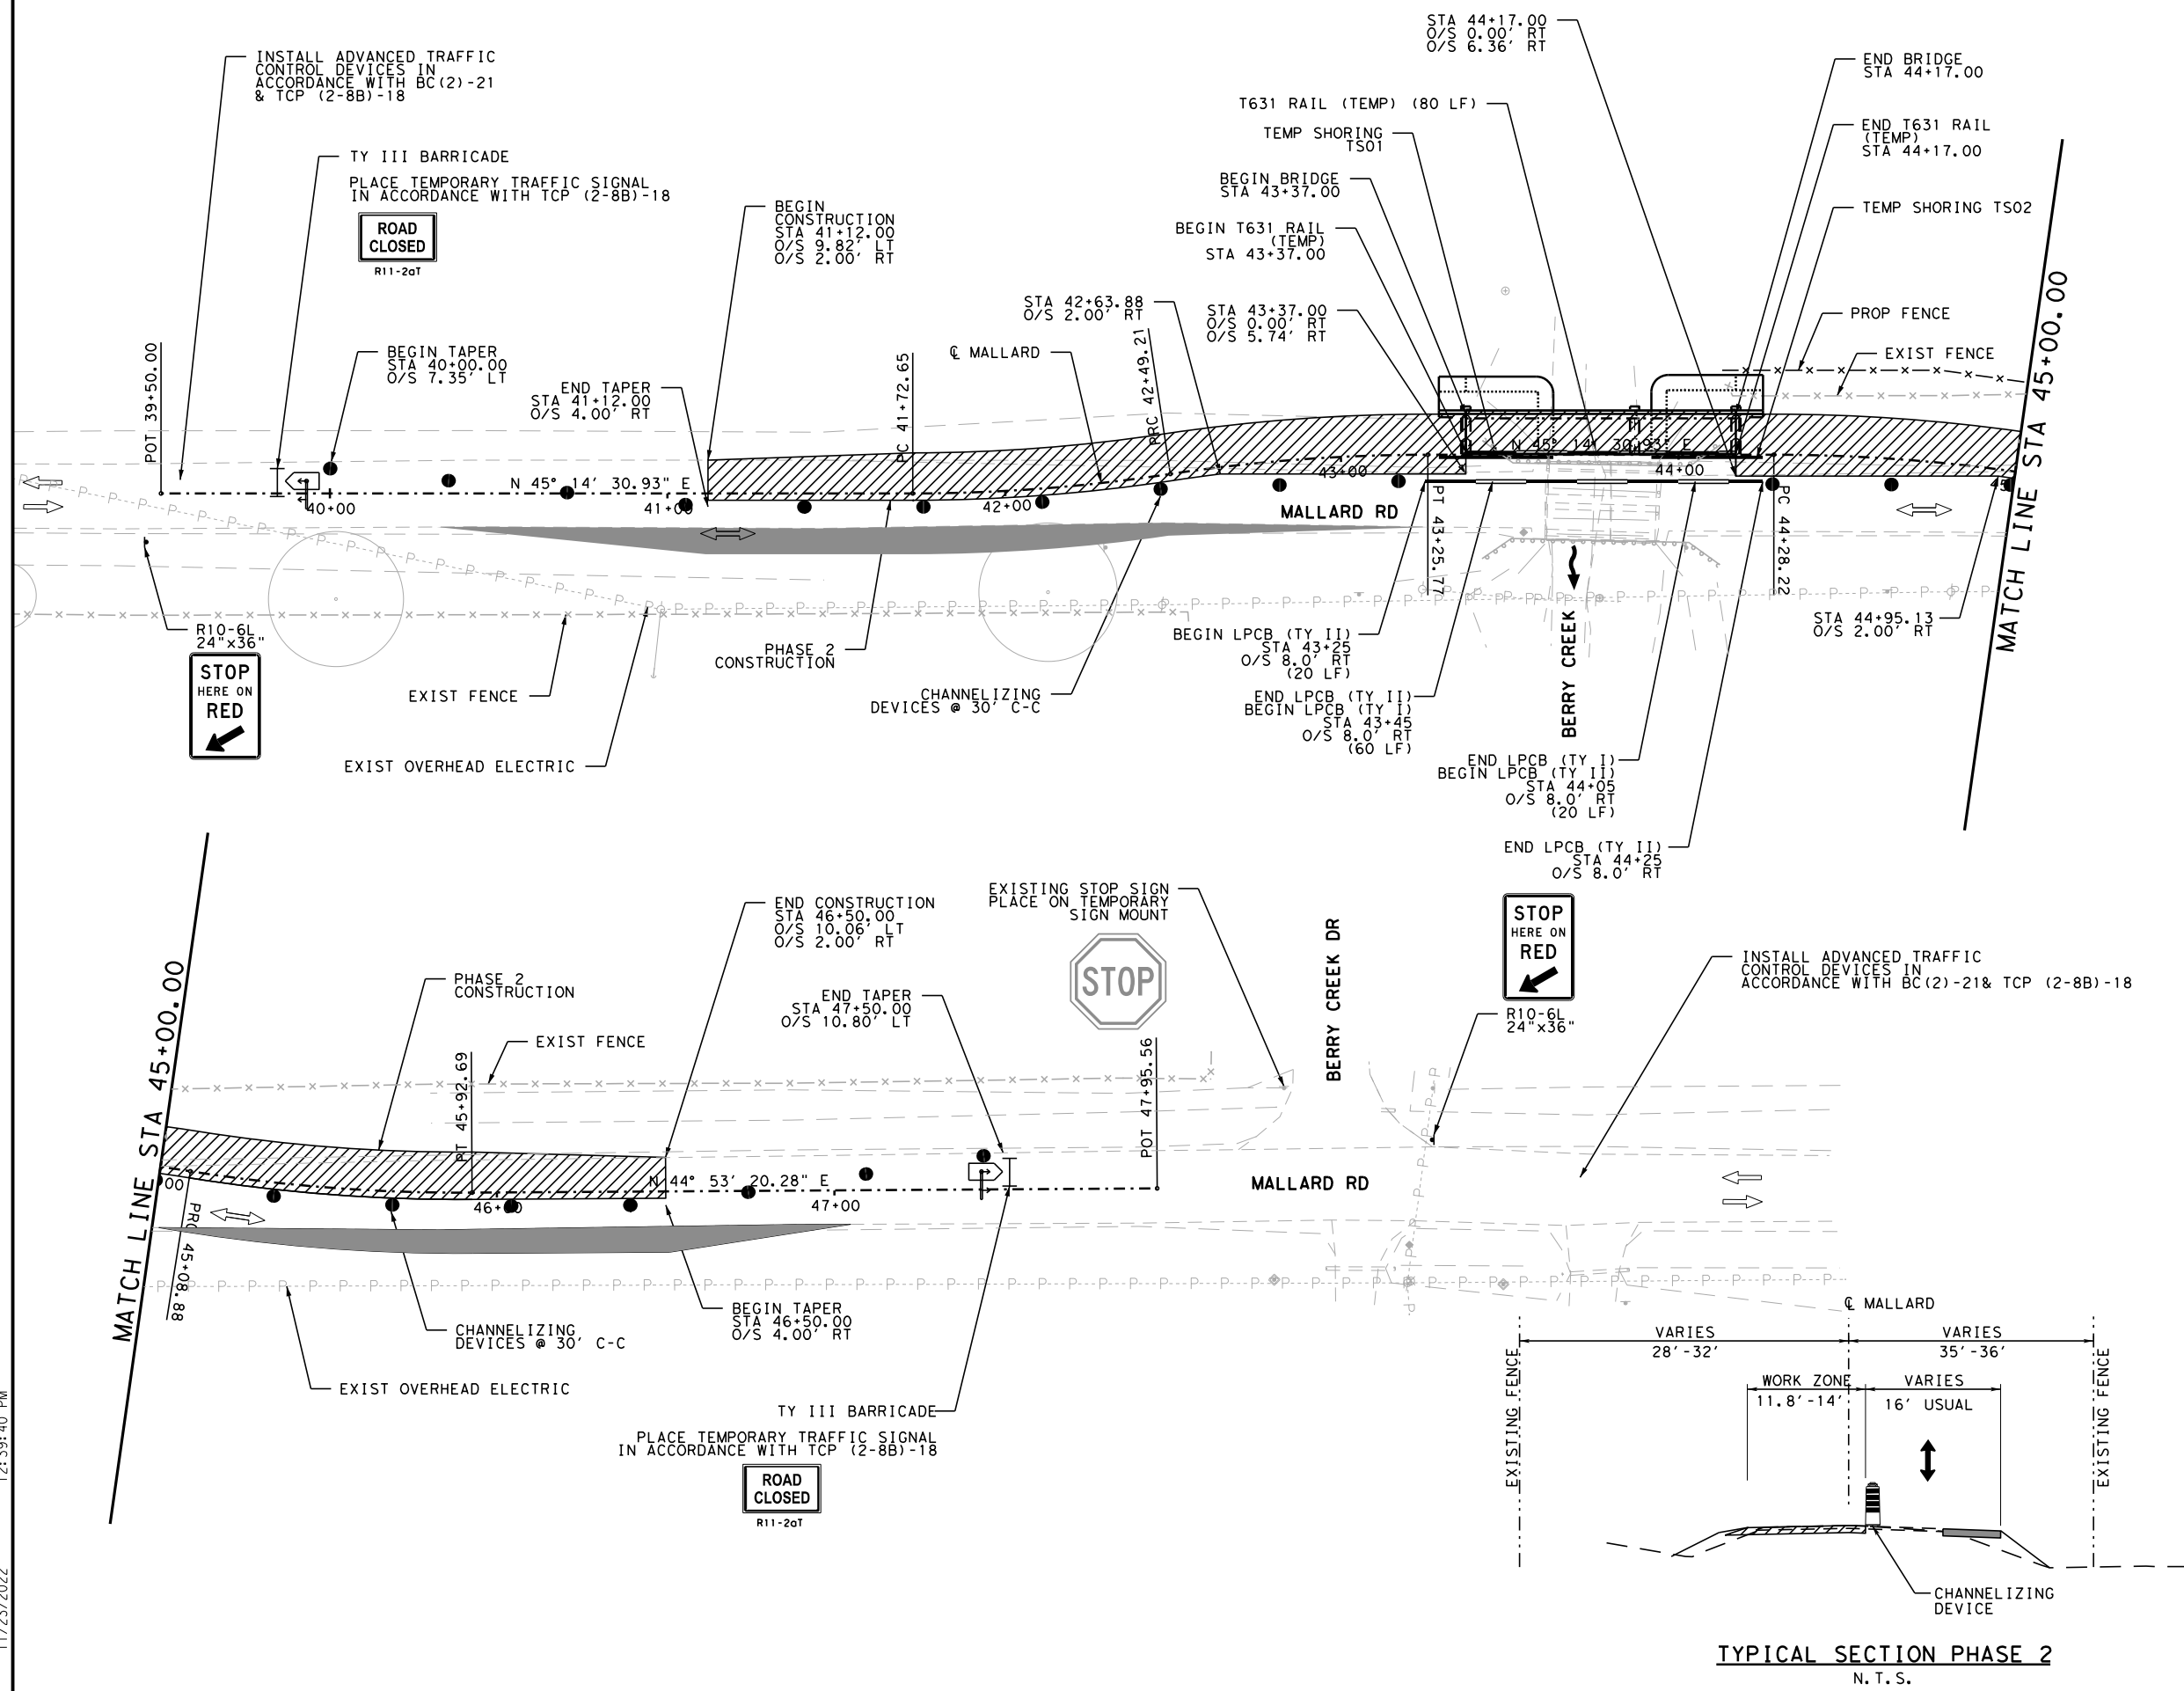 INSTALL ADVANCED TRAFFIC
CONTROL DEVICES IN
ACCORDANCE WITH BC(2)-21
& TCP (2-8B)-18
TY III BARRICADE
PLACE TEMPORARY TRAFFIC SIGNAL
IN ACCORDANCE WITH TCP (2-8B)-18
ROAD
CLOSED
R11-2aT
BEGIN TAPER
STA 40+00.00
O/S 7.35' LT
POT 39+50.00
END TAPER
STA 41+12.00
O/S 4.00' RT
BEGIN
CONSTRUCTION
STA 41+12.00
O/S 9.82' LT
O/S 2.00' RT
PC 41+72.65
℄ MALLARD
STA 42+63.88
O/S 2.00' RT
PRC 42+49.21
STA 44+17.00
O/S 0.00' RT
O/S 6.36' RT
T631 RAIL (TEMP) (80 LF)
TEMP SHORING
TS01
BEGIN BRIDGE
STA 43+37.00
BEGIN T631 RAIL
(TEMP)
STA 43+37.00
STA 43+37.00
O/S 0.00' RT
O/S 5.74' RT
END BRIDGE
STA 44+17.00
END T631 RAIL
(TEMP)
STA 44+17.00
TEMP SHORING TS02
PROP FENCE
EXIST FENCE
MATCH LINE STA 45+00.00
N 45° 14' 30.93" E
40+00
41+00
42+00
43+00
N 45° 14' 30.93" E
44+00
45
MALLARD RD
PT 43+25.77
PC 44+28.22
R10-6L
24"x36"
STOP
HERE ON
RED
EXIST FENCE
EXIST OVERHEAD ELECTRIC
PHASE 2
CONSTRUCTION
CHANNELIZING
DEVICES @ 30' C-C
BEGIN LPCB (TY II)
STA 43+25
O/S 8.0' RT
(20 LF)
END LPCB (TY II)
BEGIN LPCB (TY I)
STA 43+45
O/S 8.0' RT
(60 LF)
BERRY CREEK
END LPCB (TY I)
BEGIN LPCB (TY II)
STA 44+05
O/S 8.0' RT
(20 LF)
END LPCB (TY II)
STA 44+25
O/S 8.0' RT
STA 44+95.13
O/S 2.00' RT
MATCH LINE STA 45+00.00
PHASE 2
CONSTRUCTION
EXIST FENCE
PT 45+92.69
END CONSTRUCTION
STA 46+50.00
O/S 10.06' LT
O/S 2.00' RT
END TAPER
STA 47+50.00
O/S 10.80' LT
EXISTING STOP SIGN
PLACE ON TEMPORARY
SIGN MOUNT
STOP
POT 47+95.56
BERRY CREEK DR
STOP
HERE ON
RED
R10-6L
24"x36"
INSTALL ADVANCED TRAFFIC
CONTROL DEVICES IN
ACCORDANCE WITH BC(2)-21& TCP (2-8B)-18
00
PRC 45+08.88
46+00
N 44° 53' 20.28" E
47+00
MALLARD RD
CHANNELIZING
DEVICES @ 30' C-C
EXIST OVERHEAD ELECTRIC
BEGIN TAPER
STA 46+50.00
O/S 4.00' RT
TY III BARRICADE
PLACE TEMPORARY TRAFFIC SIGNAL
IN ACCORDANCE WITH TCP (2-8B)-18
ROAD
CLOSED
R11-2aT
℄ MALLARD
VARIES
28'-32'
VARIES
35'-36'
EXISTING FENCE
WORK ZONE
11.8'-14'
VARIES
16' USUAL
EXISTING FENCE
CHANNELIZING
DEVICE
TYPICAL SECTION PHASE 2
N.T.S.
12:39:40 PM
11/23/2022